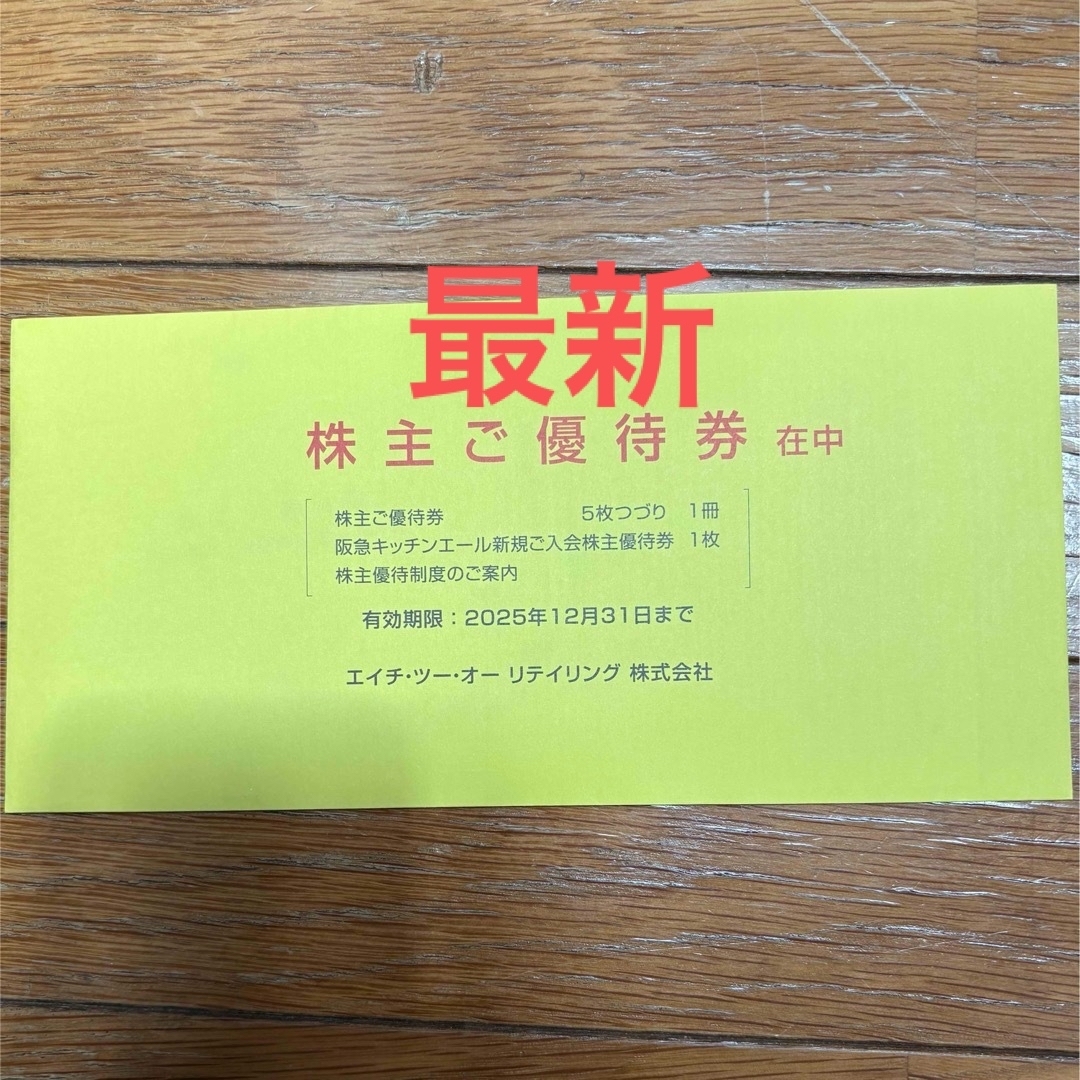 最新
株主ご優待券 在中
株主ご優待券 5枚つづり 1冊
阪急キッチンエール新規ご入会株主優待券 1枚
株主優待制度のご案内
有効期限：2025年12月31日まで
エイチ・ツー・オー リテイリング 株式会社